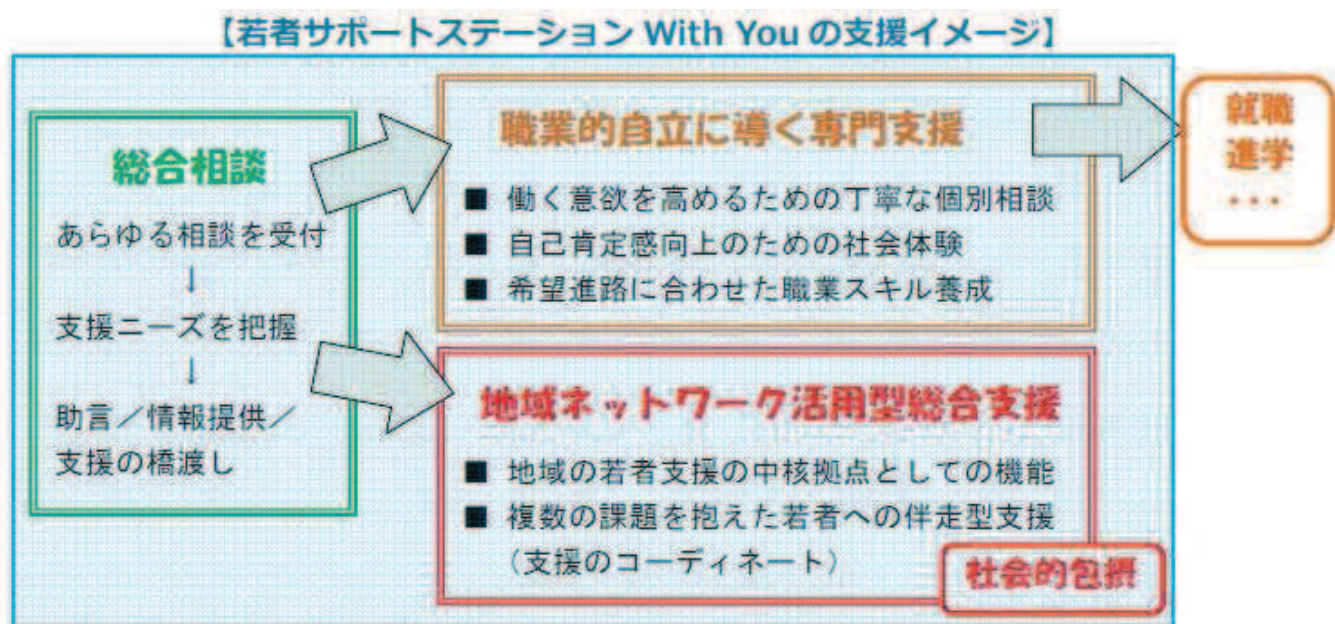 【若者サポートステーション With You の支援イメージ】
総合相談
あらゆる相談を受付
↓
支援ニーズを把握
↓
助言／情報提供／
支援の橋渡し
職業的自立に導く専門支援
■ 働く意欲を高めるための丁寧な個別相談
■ 自己肯定感向上のための社会体験
■ 希望進路に合わせた職業スキル養成
就職
進学
・・・
地域ネットワーク活用型総合支援
■ 地域の若者支援の中核拠点としての機能
■ 複数の課題を抱えた若者への伴走型支援
（支援のコーディネート）
社会的包摂